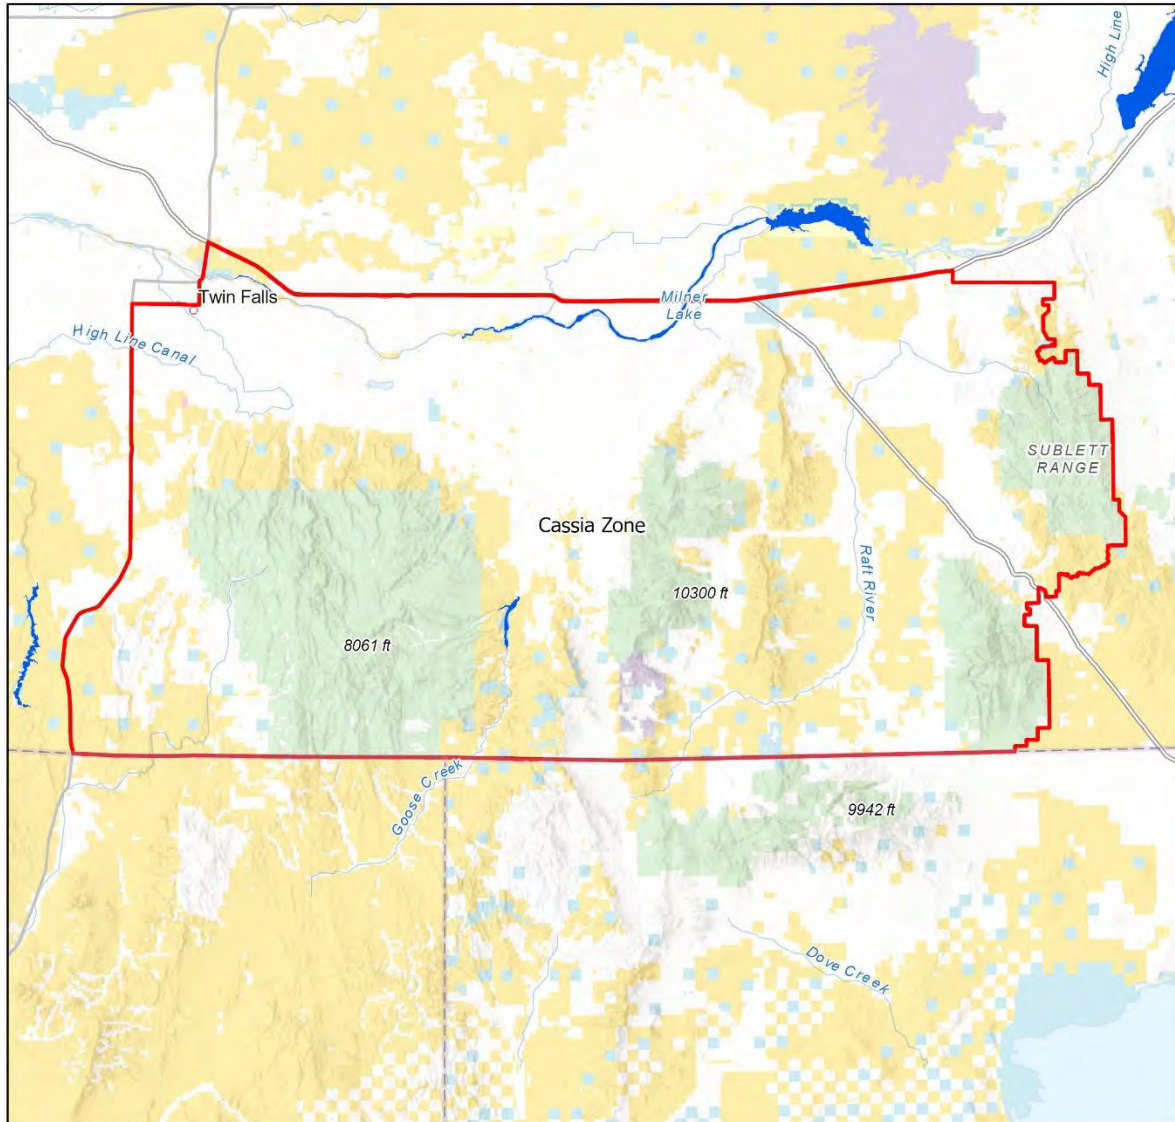 High Line
Twin Falls
Milner
Lake
High Line Canal
SUBLETT
RANGE
Cassia Zone
Raft River
10300 ft
8061 ft
Goose Creek
9942 ft
Dove Creek